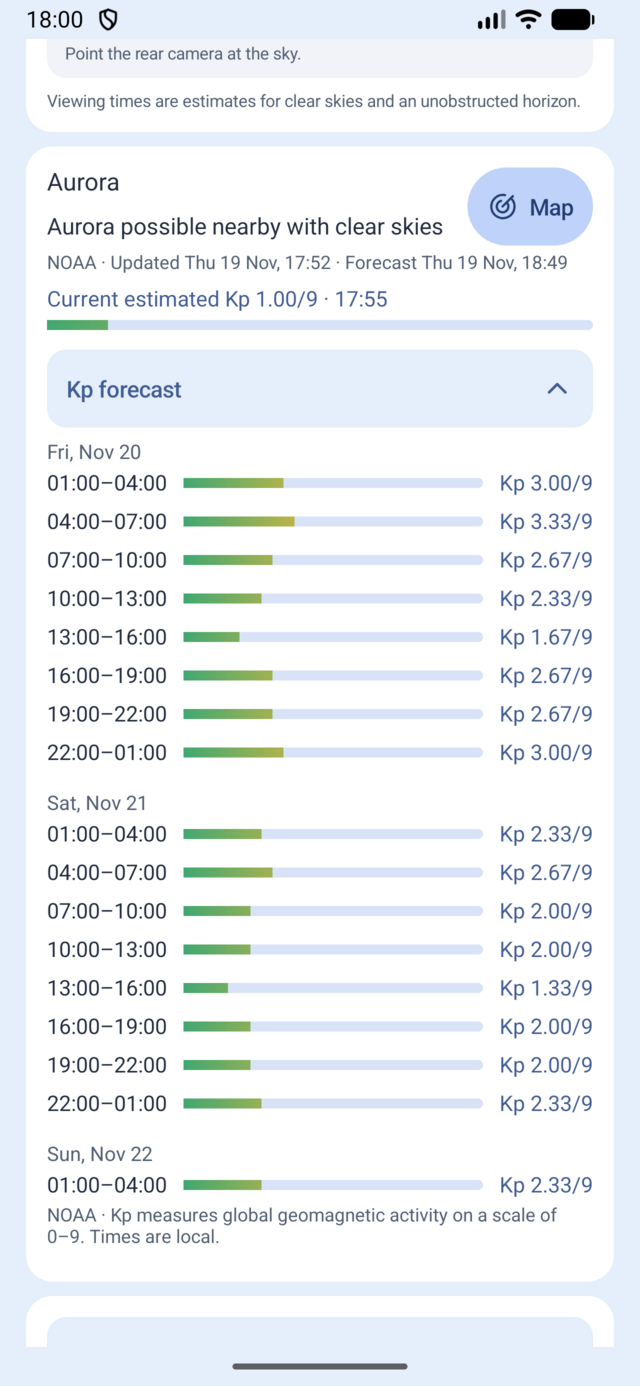 18:00
Point the rear camera at the sky.
Viewing times are estimates for clear skies and an unobstructed horizon.
Aurora
Map
Aurora possible nearby with clear skies
NOAA · Updated Thu 19 Nov, 17:52 · Forecast Thu 19 Nov, 18:49
Current estimated Kp 1.00/9 · 17:55
Kp forecast
Fri, Nov 20
01:00–04:00 Kp 3.00/9
04:00–07:00 Kp 3.33/9
07:00–10:00 Kp 2.67/9
10:00–13:00 Kp 2.33/9
13:00–16:00 Kp 1.67/9
16:00–19:00 Kp 2.67/9
19:00–22:00 Kp 2.67/9
22:00–01:00 Kp 3.00/9
Sat, Nov 21
01:00–04:00 Kp 2.33/9
04:00–07:00 Kp 2.67/9
07:00–10:00 Kp 2.00/9
10:00–13:00 Kp 2.00/9
13:00–16:00 Kp 1.33/9
16:00–19:00 Kp 2.00/9
19:00–22:00 Kp 2.00/9
22:00–01:00 Kp 2.33/9
Sun, Nov 22
01:00–04:00 Kp 2.33/9
NOAA · Kp measures global geomagnetic activity on a scale of
0–9. Times are local.